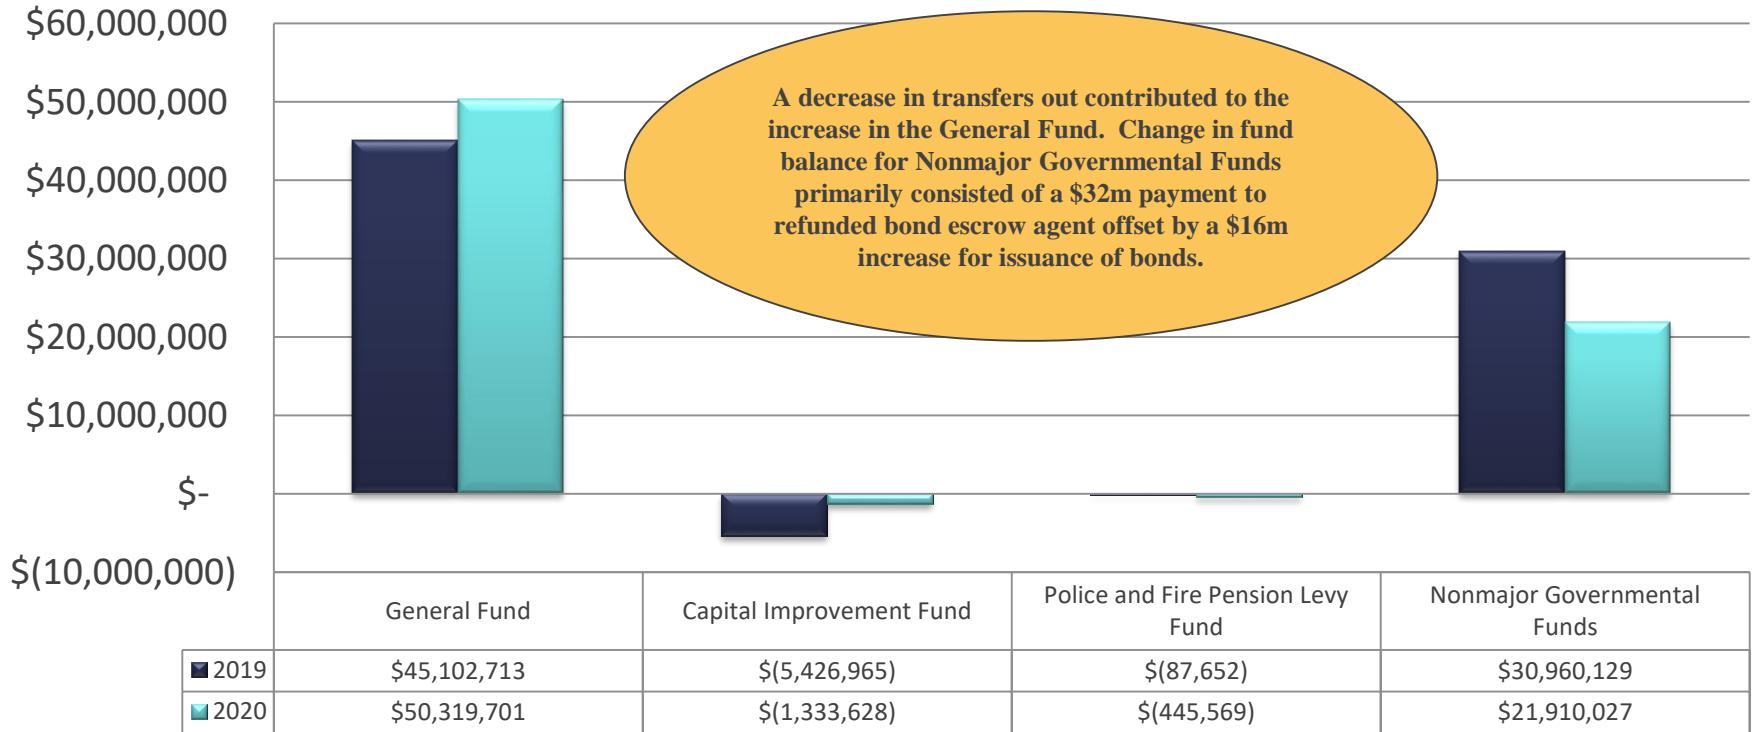 $60,000,000
$50,000,000
$40,000,000
$30,000,000
$20,000,000
$10,000,000
$-
$(10,000,000)
A decrease in transfers out contributed to the
increase in the General Fund.  Change in fund
balance for Nonmajor Governmental Funds
primarily consisted of a $32m payment to
refunded bond escrow agent offset by a $16m
increase for issuance of bonds.
General Fund
Capital Improvement Fund
Police and Fire Pension Levy
Fund
Nonmajor Governmental
Funds
2019 $45,102,713 $(5,426,965) $(87,652) $30,960,129
2020 $50,319,701 $(1,333,628) $(445,569) $21,910,027